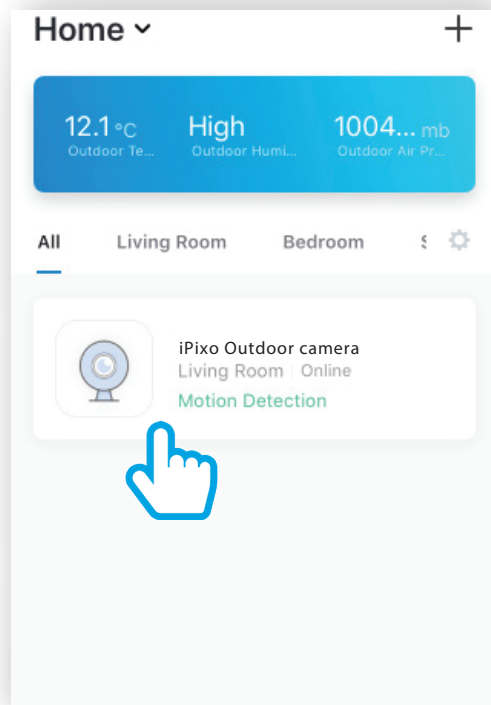 Home
12.1 °C High 1004... mb
Outdoor Te... Outdoor Humi... Outdoor Air Pr...
All Living Room Bedroom S
iPixo Outdoor camera
Living Room Online
Motion Detection